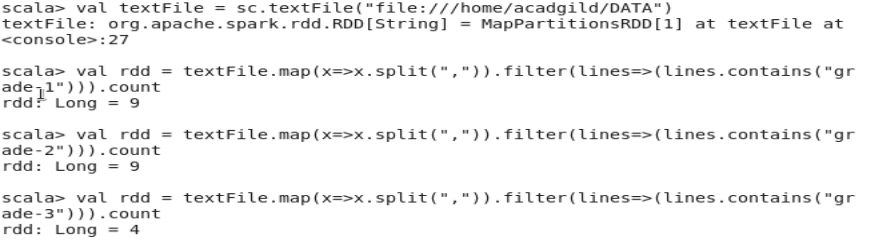 scala> val textFile = sc.textFile("file:///home/acadgild/DATA")
textFile: org.apache.spark.rdd.RDD[String] = MapPartitionsRDD[1] at textFile at
<console>:27
scala> val rdd = textFile.map(x=>x.split(",")).filter(lines=>(lines.contains("gr
ade-1"))).count
rdd: Long = 9
scala> val rdd = textFile.map(x=>x.split(",")).filter(lines=>(lines.contains("gr
ade-2"))).count
rdd: Long = 9
scala> val rdd = textFile.map(x=>x.split(",")).filter(lines=>(lines.contains("gr
ade-3"))).count
rdd: Long = 4